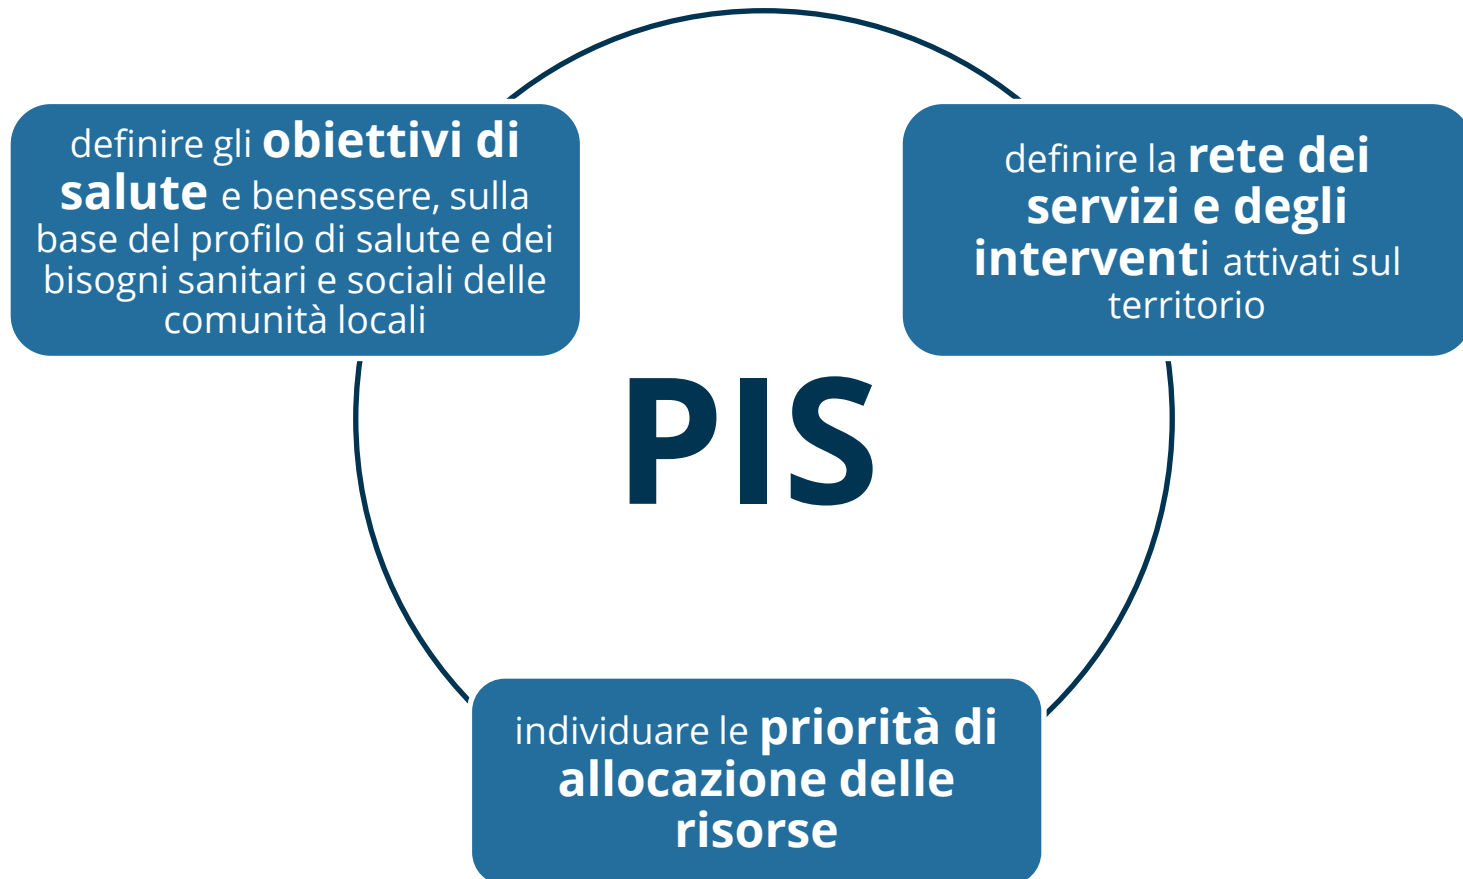 definire gli obiettivi di
salute e benessere, sulla
base del profilo di salute e dei
bisogni sanitari e sociali delle
comunità locali
definire la rete dei
servizi e degli
interventi attivati sul
territorio
PIS
individuare le priorità di
allocazione delle
risorse